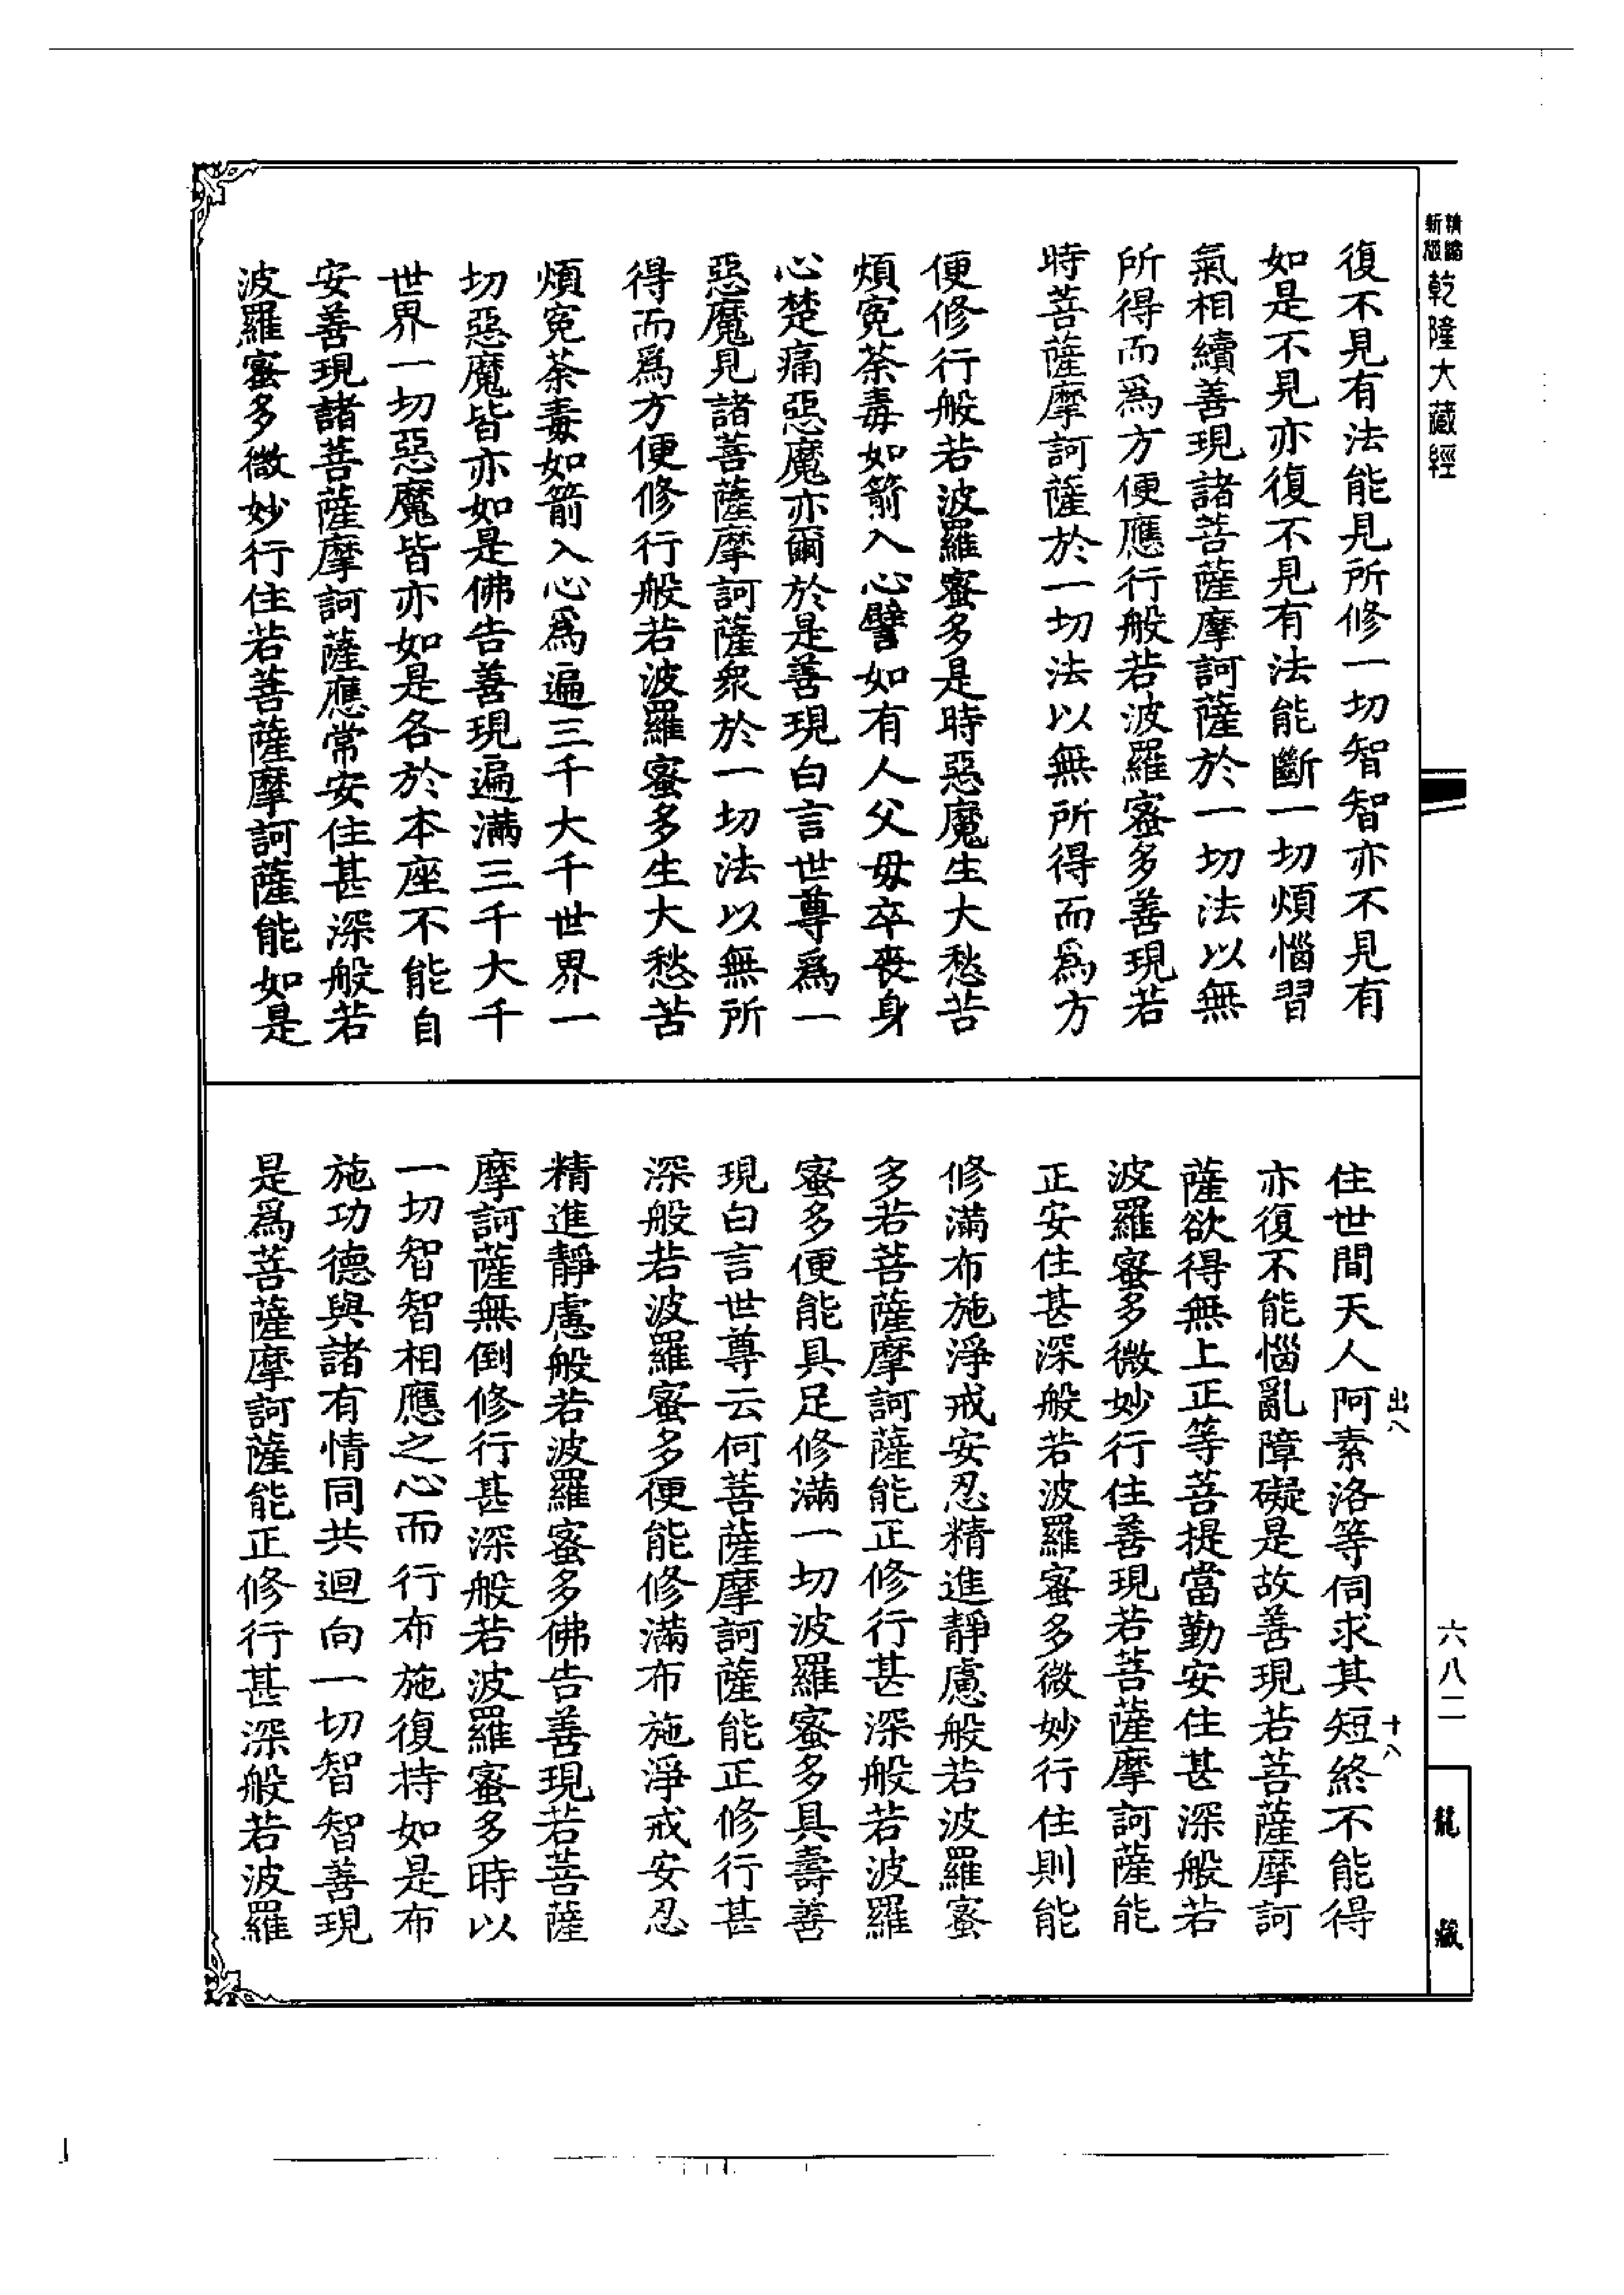 精縮
新版
乾隆大藏經
復不見有法能見所修一切智智亦不見有
如是不見亦復不見有法能斷一切煩惱習
氣相續善現諸菩薩摩訶薩於一切法以無
所得而爲方便應行般若波羅蜜多善現若
時菩薩摩訶薩於一切法以無所得而爲方
便修行般若波羅蜜多是時惡魔生大愁苦
煩寃荼毒如箭入心譬如有人父母卒喪身
心楚痛惡魔亦爾於是善現白言世尊爲一
惡魔見諸菩薩摩訶薩衆於一切法以無所
得而爲方便修行般若波羅蜜多生大愁苦
煩寃荼毒如箭入心爲遍三千大千世界一
切惡魔皆亦如是佛告善現遍滿三千大千
世界一切惡魔皆亦如是各於本座不能自
安善現諸菩薩摩訶薩應常安住甚深般若
波羅蜜多微妙行住若菩薩摩訶薩能如是
住世間天人阿素洛等伺求其短終不能得
亦復不能惱亂障礙是故善現若菩薩摩訶
薩欲得無上正等菩提當勤安住甚深般若
波羅蜜多微妙行住善現若菩薩摩訶薩能
正安住甚深般若波羅蜜多微妙行住則能
修滿布施淨戒安忍精進靜慮般若波羅蜜
多若菩薩摩訶薩能正修行甚深般若波羅
蜜多便能具足修滿一切波羅蜜多具壽善
現白言世尊云何菩薩摩訶薩能正修行甚
深般若波羅蜜多便能修滿布施淨戒安忍
精進靜慮般若波羅蜜多佛告善現若菩薩
摩訶薩無倒修行甚深般若波羅蜜多時以
一切智智相應之心而行布施復持如是布
施功德與諸有情同共迴向一切智智善現
是爲菩薩摩訶薩能正修行甚深般若波羅
出八
十八
六八二
龍藏